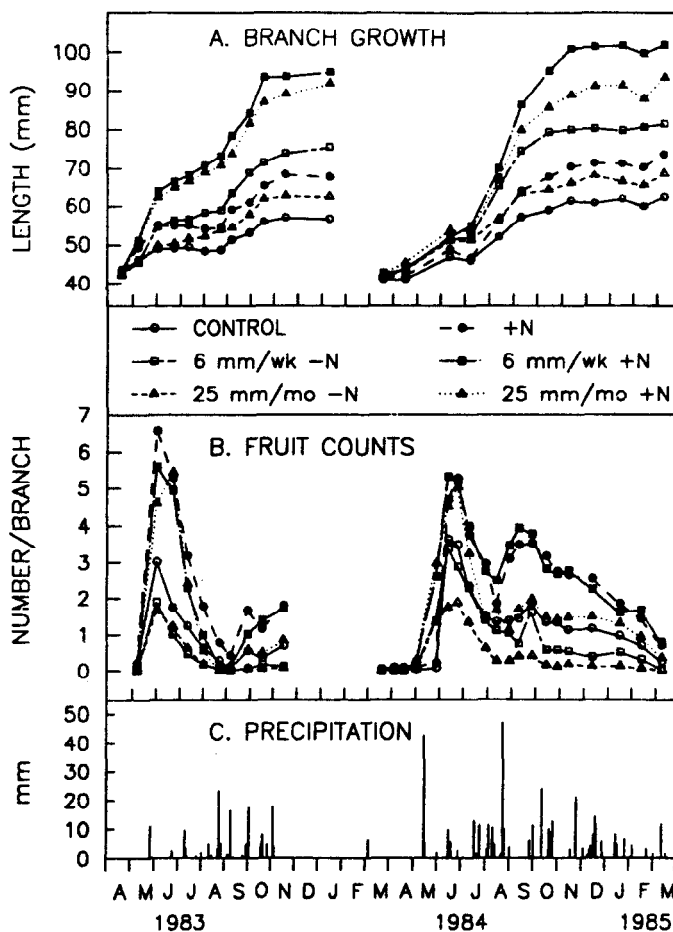 A. BRANCH GROWTH
LENGTH (mm)
100
90
80
70
60
50
40
CONTROL
+N
6 mm/wk -N
6 mm/wk +N
25 mm/mo -N
25 mm/mo +N
B. FRUIT COUNTS
NUMBER/BRANCH
7
6
5
4
3
2
1
0
C. PRECIPITATION
mm
50
40
30
20
10
0
A M J J A S O N D J F M A M J J A S O N D J F M
1983 1984 1985